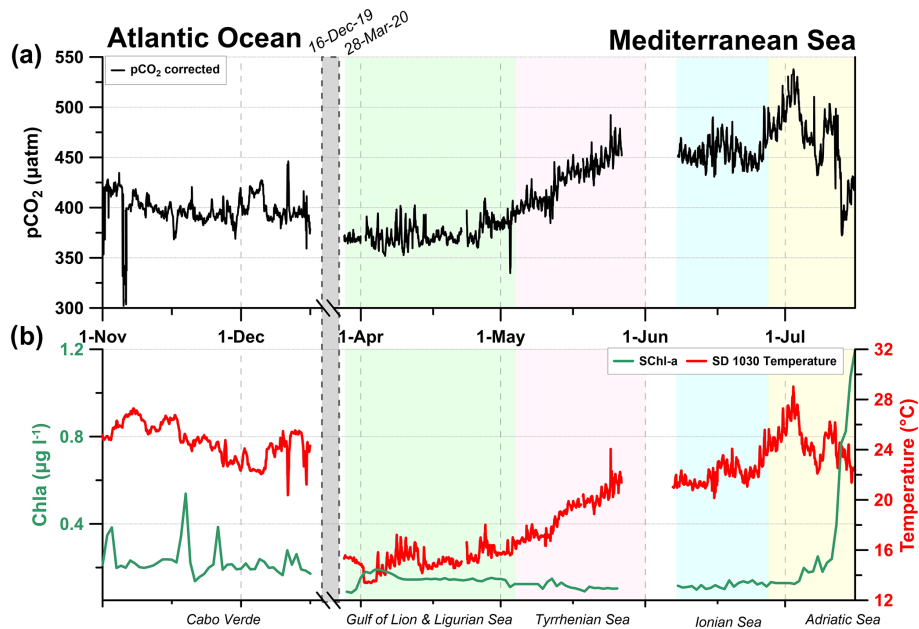 Atlantic Ocean
16-Dec-19
28-Mar-20
Mediterranean Sea
(a)
pCO₂ corrected
pCO₂ (µatm)
550
500
450
400
350
300
1-Nov
1-Dec
1-Apr
1-May
1-Jun
1-Jul
(b)
SChl-a
SD 1030 Temperature
Chla (µg l⁻¹)
1.2
0.8
0.4
32
28
24
20
16
12
Temperature (°C)
Cabo Verde
Gulf of Lion & Ligurian Sea
Tyrrhenian Sea
Ionian Sea
Adriatic Sea